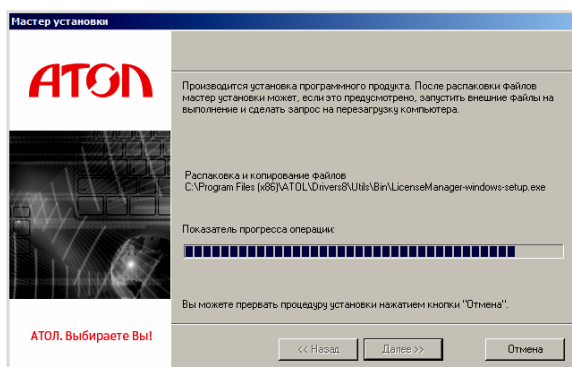 Мастер установки
АТОЛ
Производится установка программного продукта. После распаковки файлов
мастер установки может, если это предусмотрено, запустить внешние файлы на
выполнение и сделать запрос на перезагрузку компьютера.
Распаковка и копирование файлов
C:\Program Files (x86)\ATOL\Drivers8\Utils\Bin\LicenseManager-windows-setup.exe
Показатель прогресса операции:
Вы можете прервать процедуру установки нажатием кнопки "Отмена".
АТОЛ. Выбираете Вы!
<< Назад Далее >> Отмена